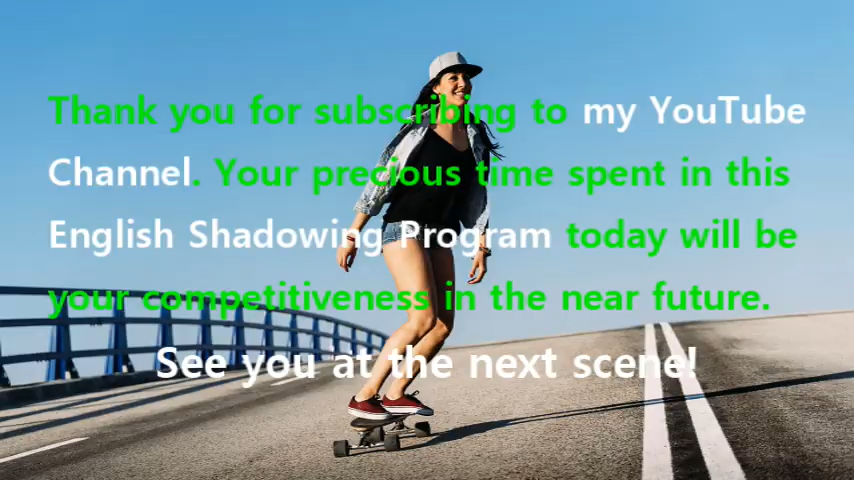 Thank you for subscribing to my YouTube
Channel. Your precious time spent in this
English Shadowing Program today will be
your competitiveness in the near future.
See you at the next scene!